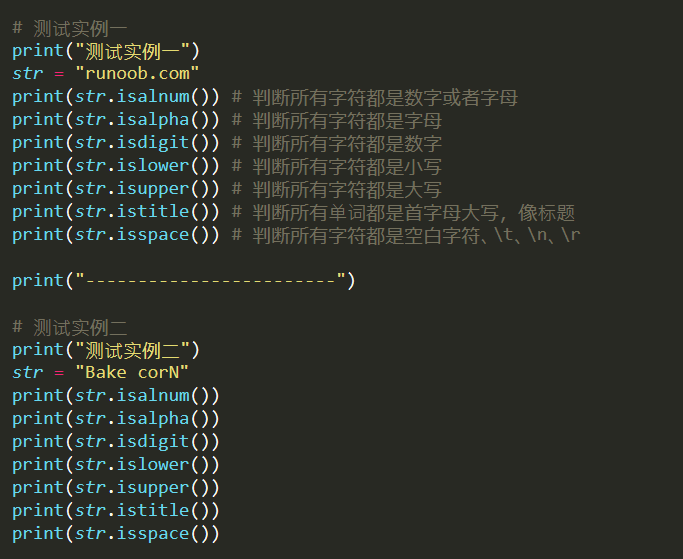 # 测试实例一
print("测试实例一")
str = "runoob.com"
print(str.isalnum()) # 判断所有字符都是数字或者字母
print(str.isalpha()) # 判断所有字符都是字母
print(str.isdigit()) # 判断所有字符都是数字
print(str.islower()) # 判断所有字符都是小写
print(str.isupper()) # 判断所有字符都是大写
print(str.istitle()) # 判断所有单词都是首字母大写，像标题
print(str.isspace()) # 判断所有字符都是空白字符、\t、\n、\r
print("------------------------")
# 测试实例二
print("测试实例二")
str = "Bake corN"
print(str.isalnum())
print(str.isalpha())
print(str.isdigit())
print(str.islower())
print(str.isupper())
print(str.istitle())
print(str.isspace())